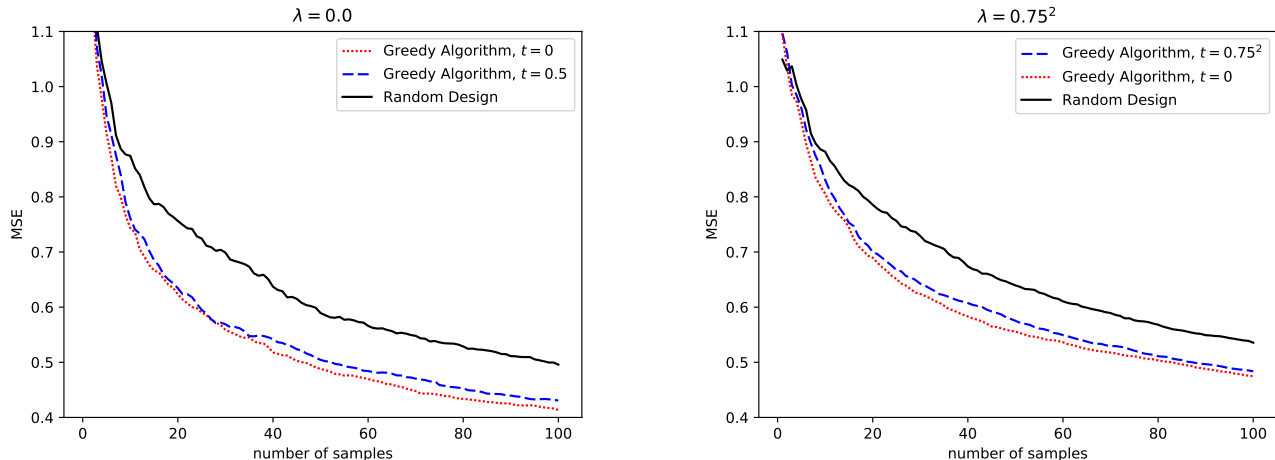 λ = 0.0
1.1
1.0
0.9
0.8
0.7
0.6
0.5
0.4
MSE
Greedy Algorithm, t = 0
Greedy Algorithm, t = 0.5
Random Design
0 20 40 60 80 100
number of samples
λ = 0.75²
1.1
1.0
0.9
0.8
0.7
0.6
0.5
0.4
MSE
Greedy Algorithm, t = 0.75²
Greedy Algorithm, t = 0
Random Design
0 20 40 60 80 100
number of samples